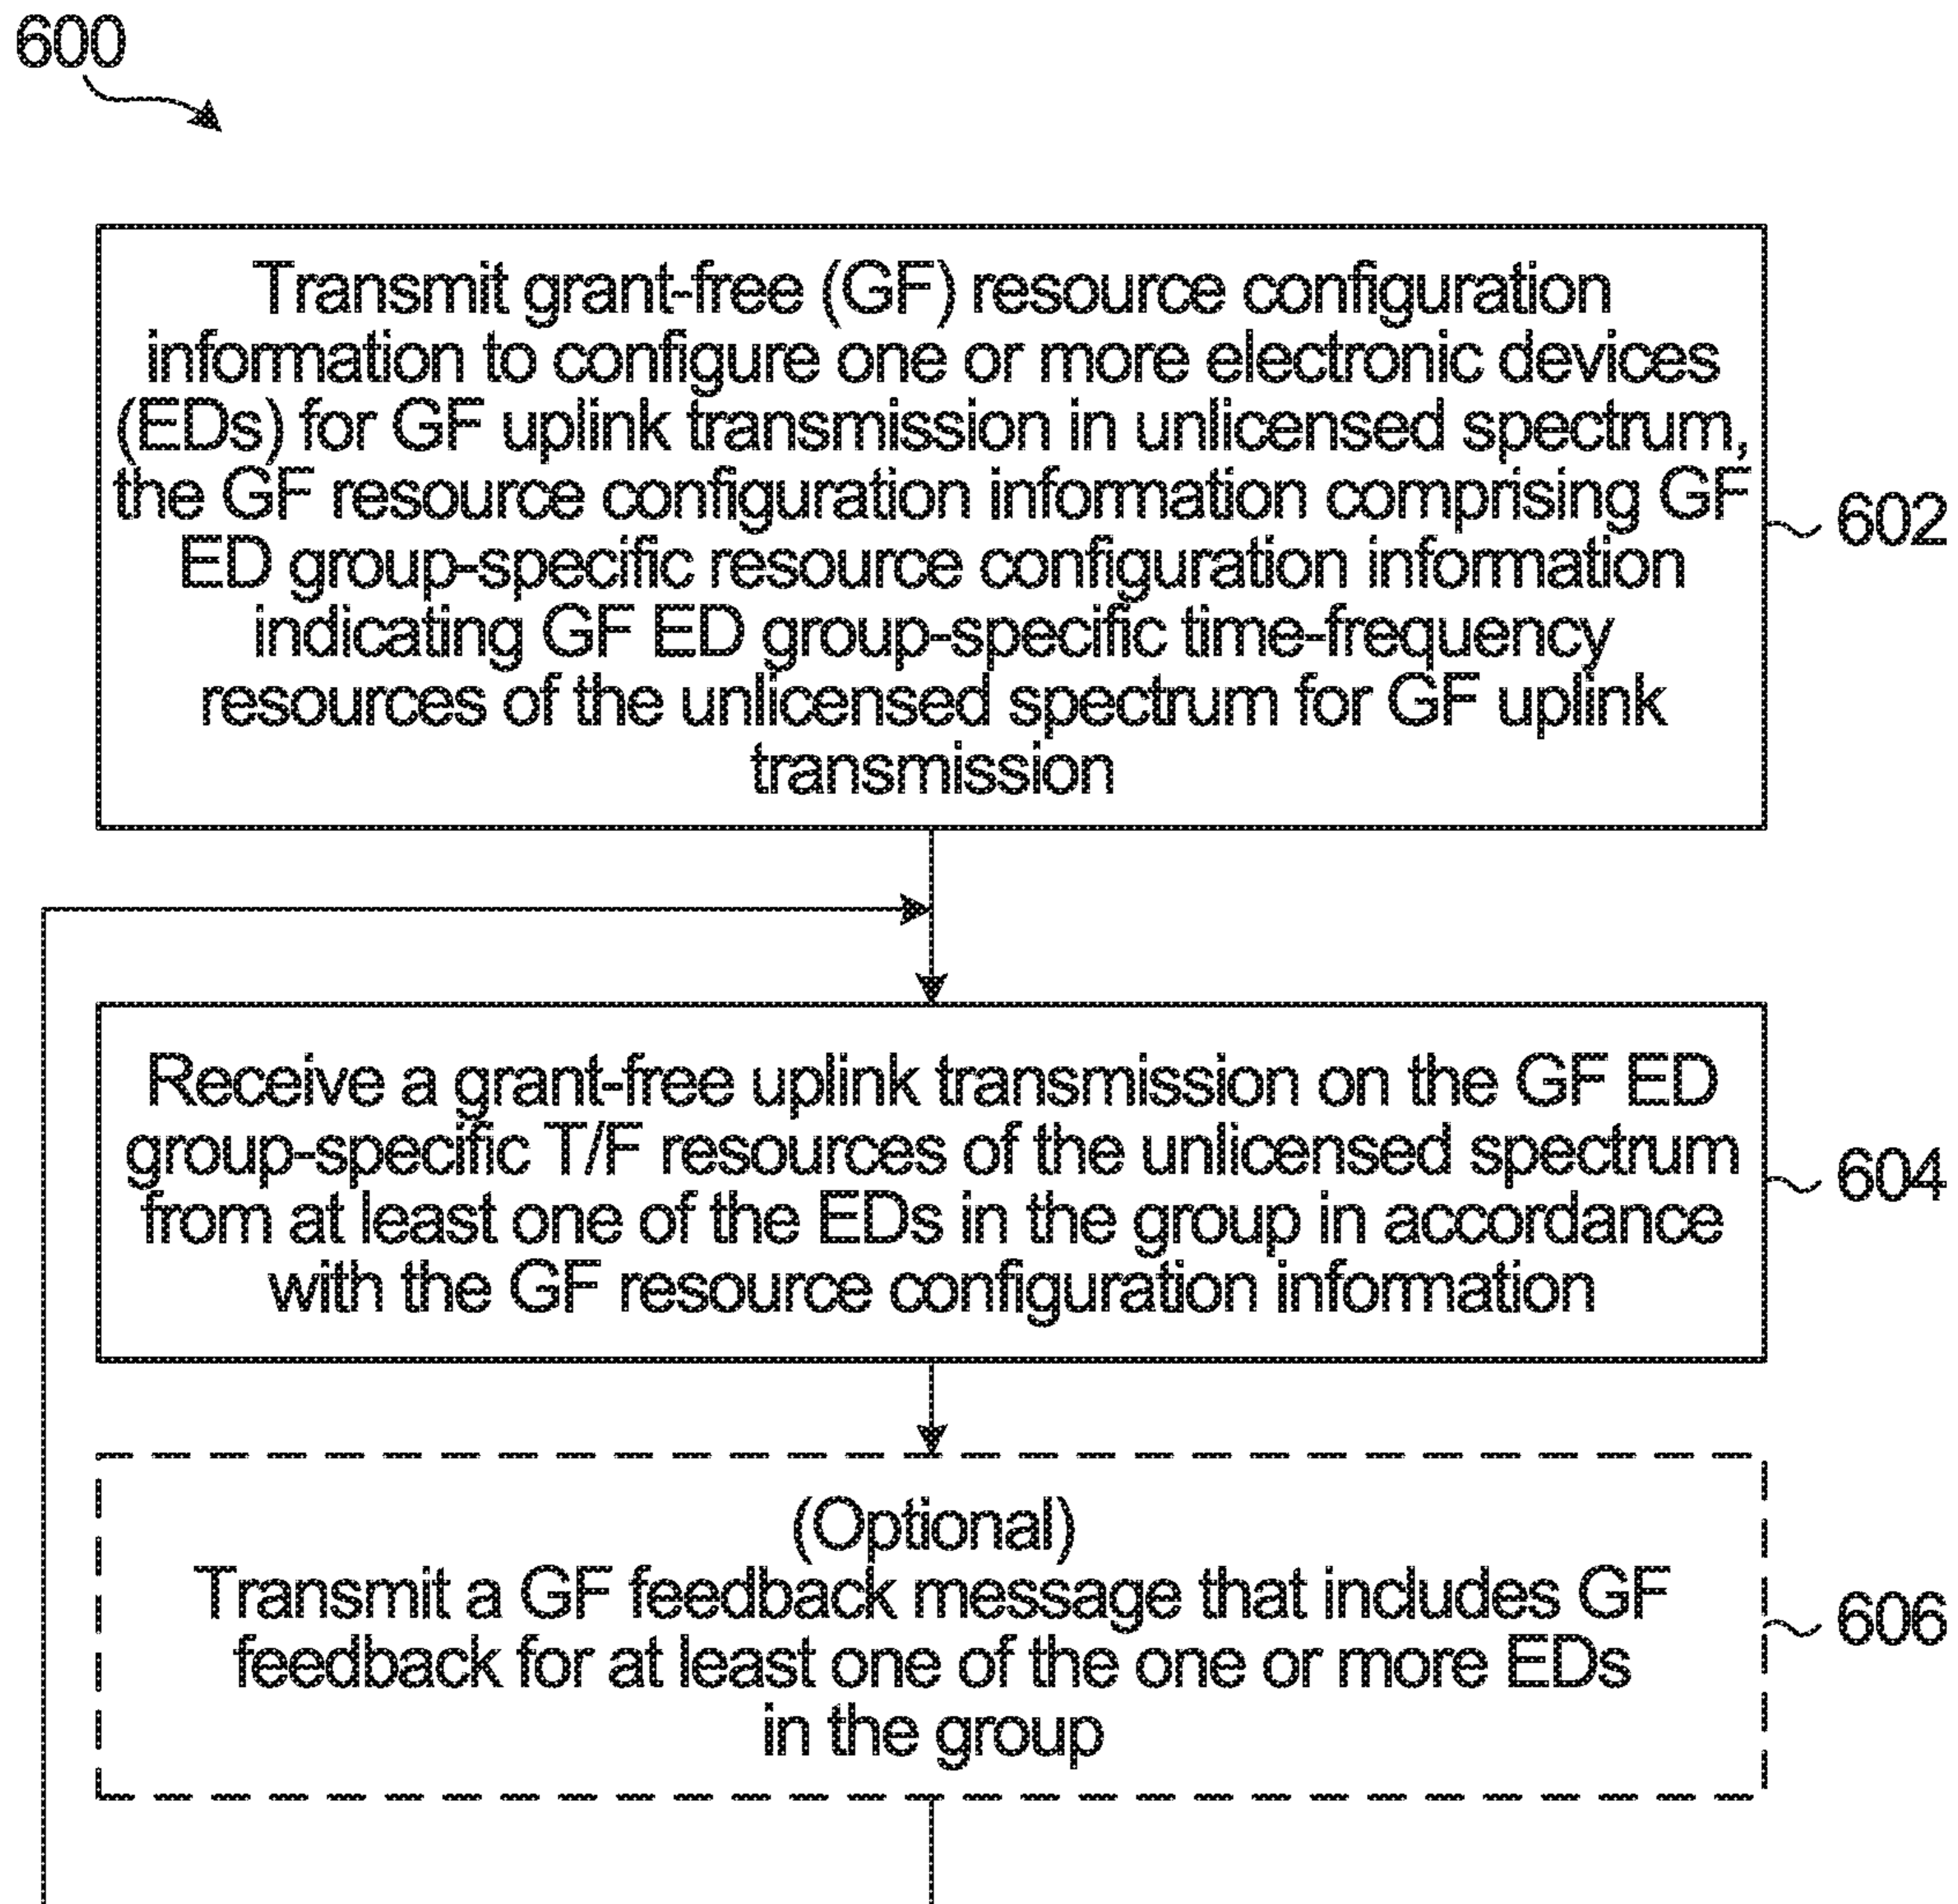 600
Transmit grant-free (GF) resource configuration
information to configure one or more electronic devices
(EDs) for GF uplink transmission in unlicensed spectrum,
the GF resource configuration information comprising GF
ED group-specific resource configuration information
indicating GF ED group-specific time-frequency
resources of the unlicensed spectrum for GF uplink
transmission
602
Receive a grant-free uplink transmission on the GF ED
group-specific T/F resources of the unlicensed spectrum
from at least one of the EDs in the group in accordance
with the GF resource configuration information
604
(Optional)
Transmit a GF feedback message that includes GF
feedback for at least one of the one or more EDs
in the group
606